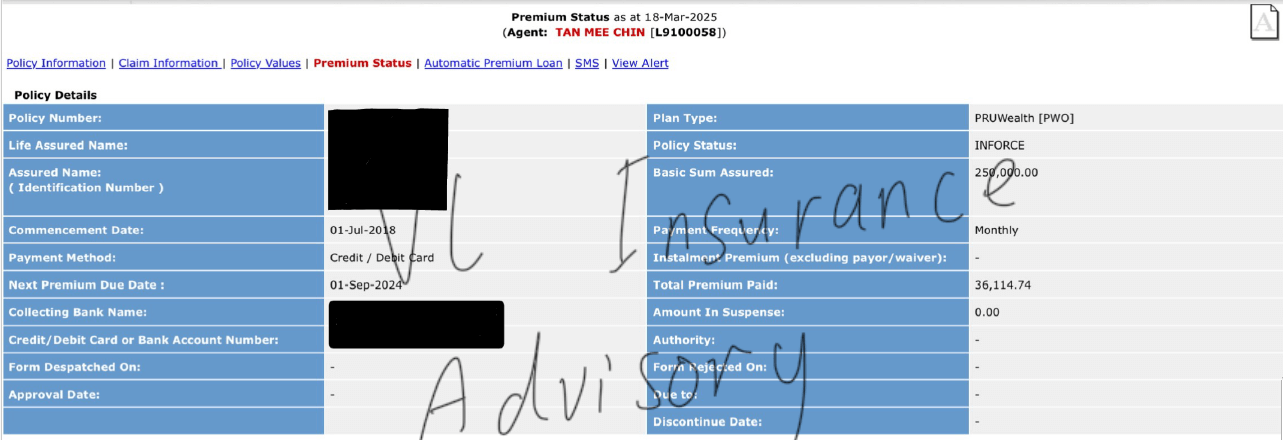 Premium Status as at 18-Mar-2025
(Agent: TAN MEE CHIN [L9100058])
Policy Information | Claim Information | Policy Values | Premium Status | Automatic Premium Loan | SMS | View Alert
Policy Details
Policy Number: Plan Type: PRUWealth [PWO]
Life Assured Name: Policy Status: INFORCE
Assured Name: Basic Sum Assured: 250,000.00
( Identification Number )
Commencement Date: 01-Jul-2018 Payment Frequency: Monthly
Payment Method: Credit / Debit Card Instalment Premium (excluding payor/waiver): -
Next Premium Due Date : 01-Sep-2024 Total Premium Paid: 36,114.74
Collecting Bank Name: Amount In Suspense: 0.00
Credit/Debit Card or Bank Account Number: Authority: -
Form Despatched On: - Form Rejected On: -
Approval Date: - Due to: -
Discontinue Date: -
Insurance
Advisory
A